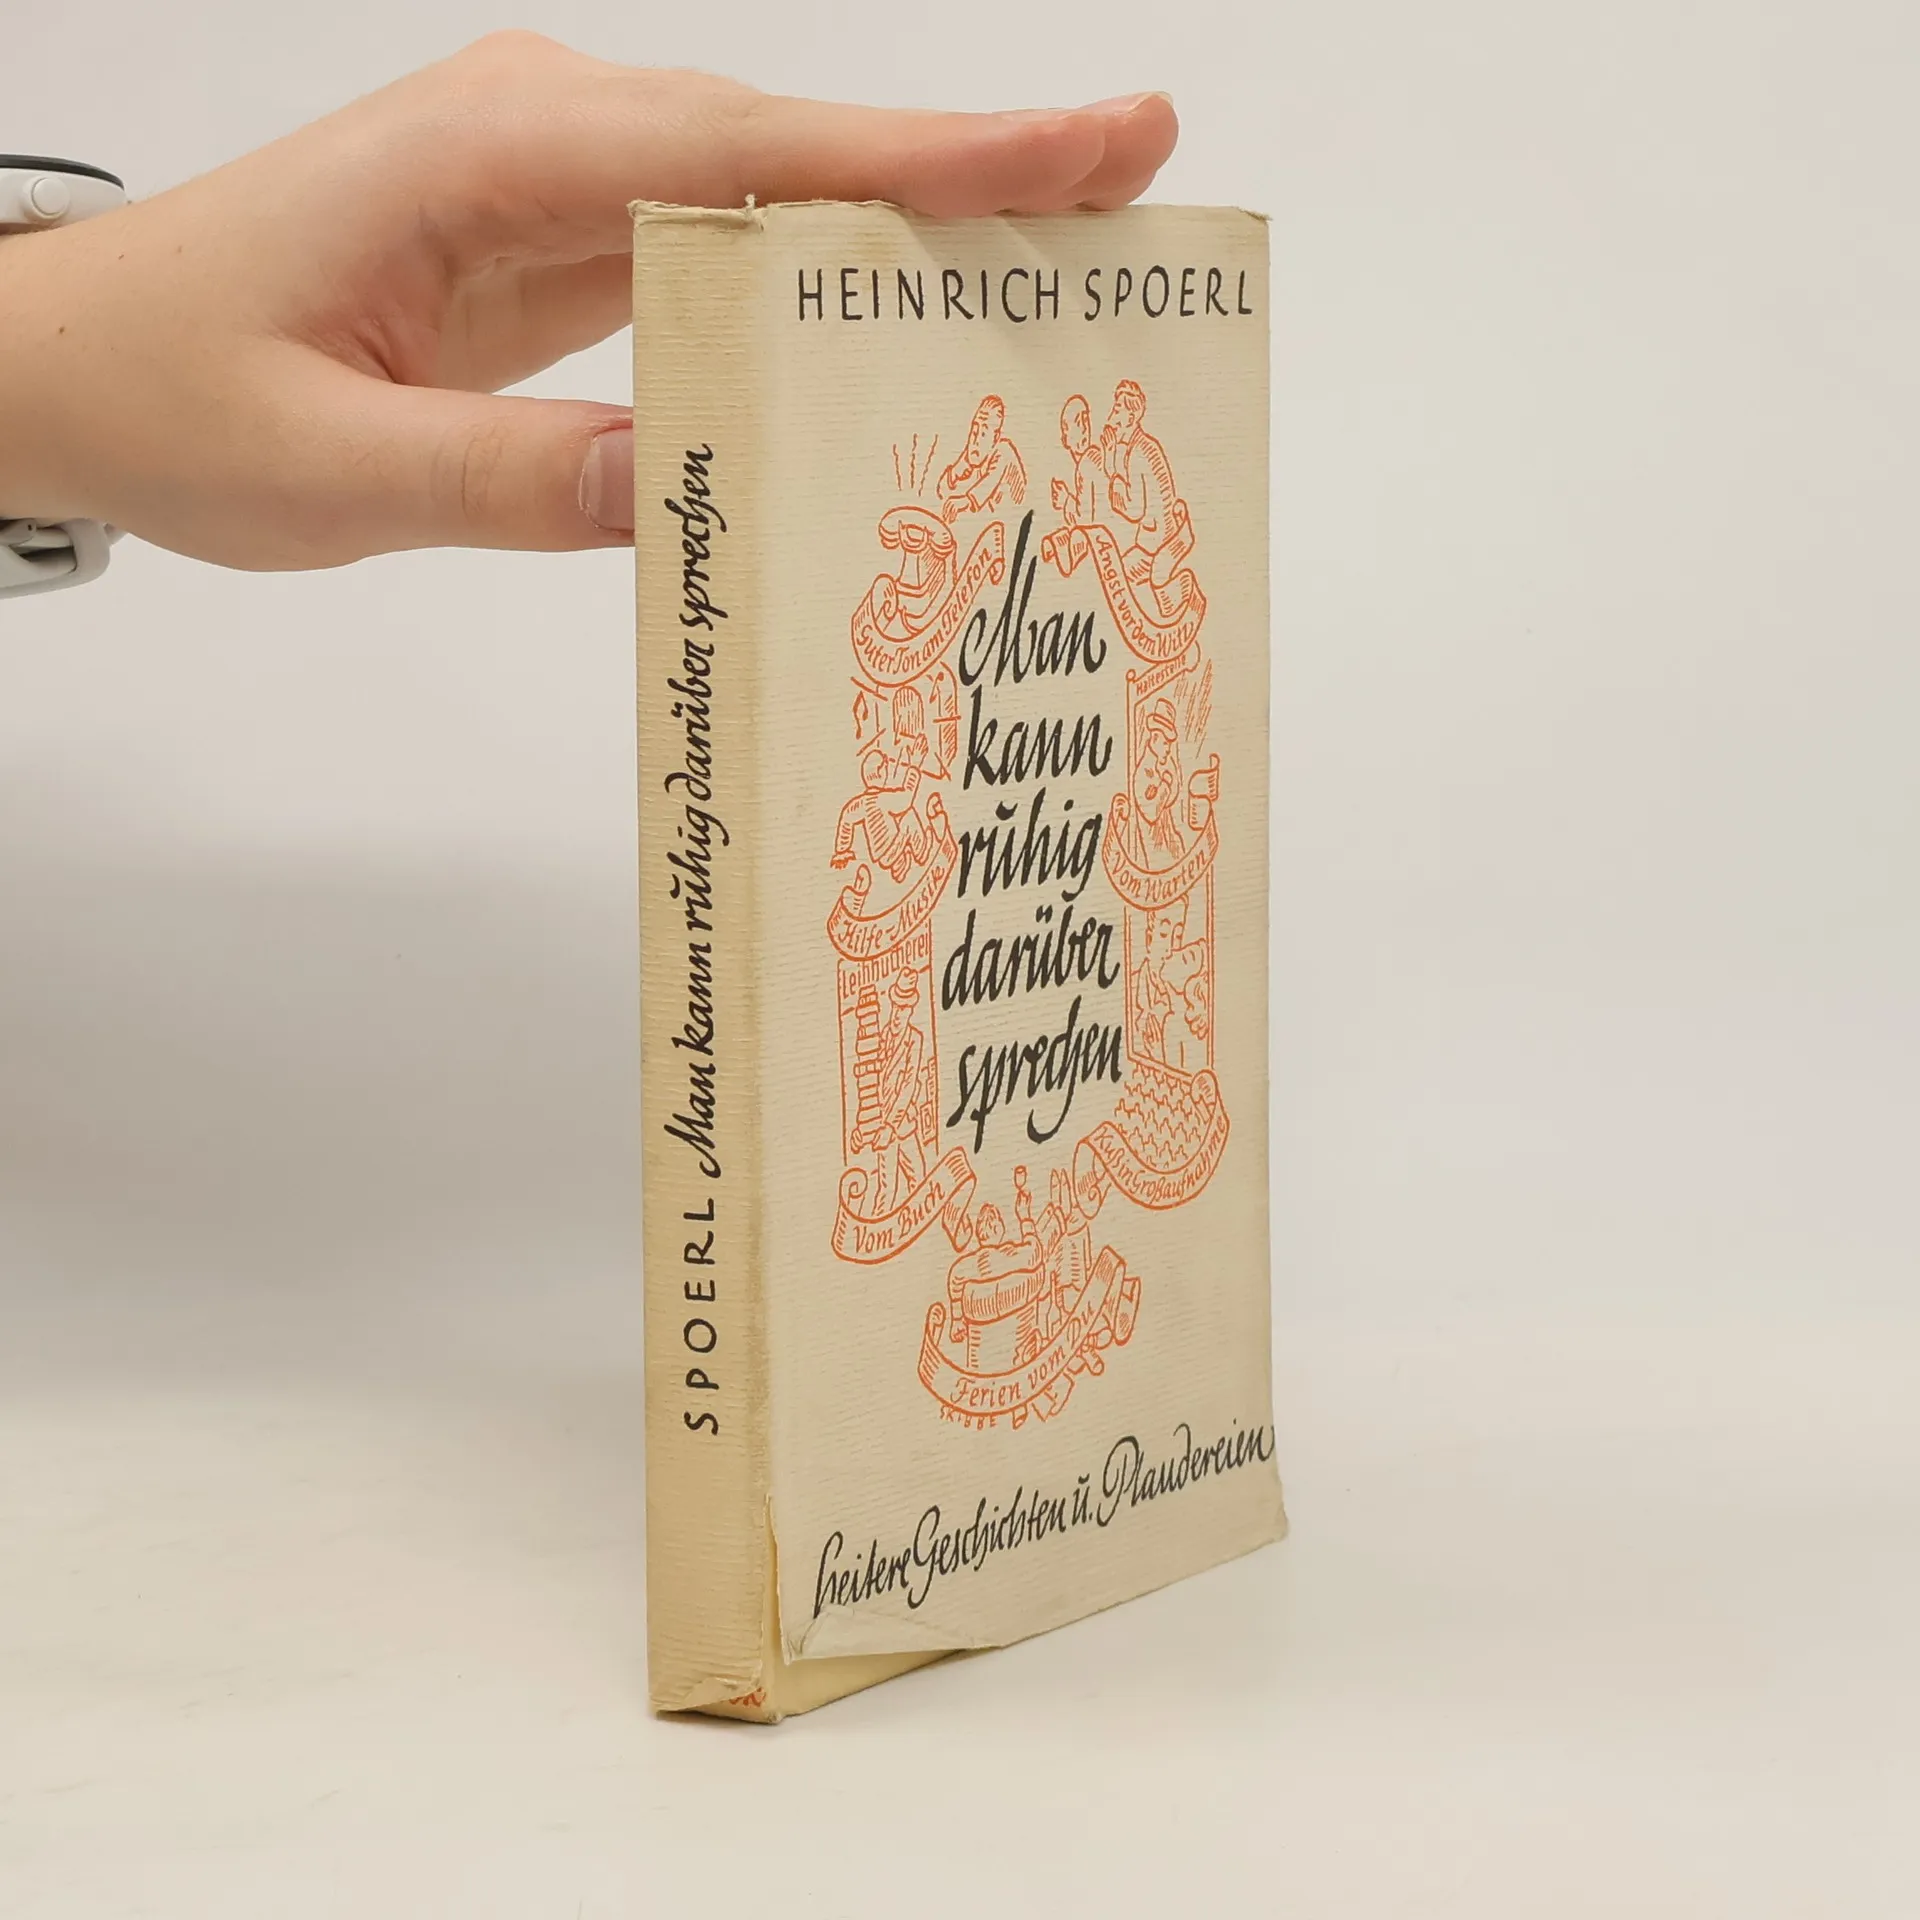 SPOERL Man kann ruhig darüber sprechen
HEINRICH SPOERL
Man
kann
ruhig
darüber
sprechen
Guter Ton am Telefon
Angst vor dem Witz
Haltestelle
Hilfe-Musik
Vom Warten
Leihbücherei
Vom Buch
Kuß in Großaufnahme
Ferien vom Du
SKIBBE
heitere Geschichten u. Plaudereien